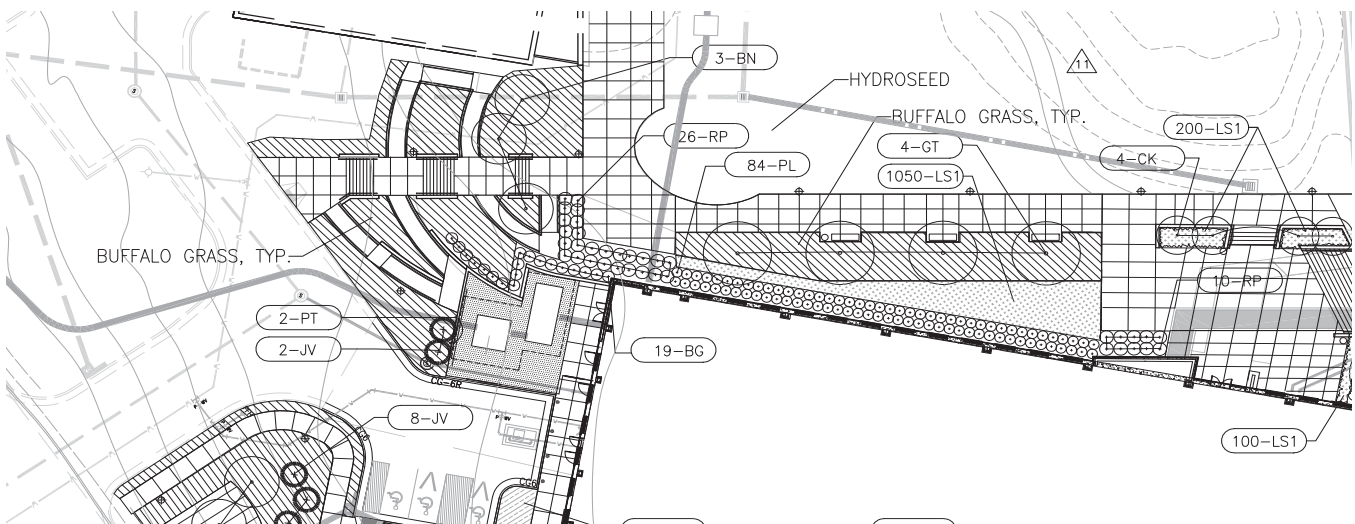 3-BN
HYDROSEED
11
BUFFALO GRASS, TYP.
26-RP
200-LS1
84-PL
4-GT
4-CK
1050-LS1
BUFFALO GRASS, TYP.
10-RP
S
S
2-PT
2-JV
19-BG
CG-6R
8-JV
100-LS1
CG6